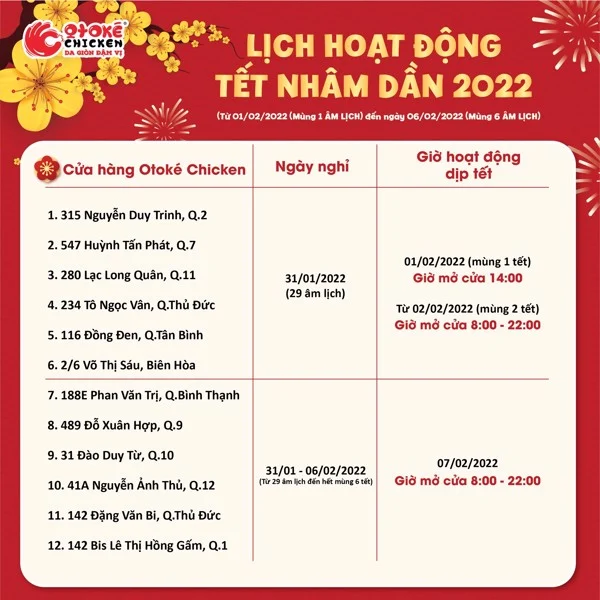 OTOKÉ
CHICKEN
DA GIÒN ĐẬM VỊ
LỊCH HOẠT ĐỘNG
TẾT NHÂM DẦN 2022
(Từ 01/02/2022 (Mùng 1 ÂM LỊCH) đến ngày 06/02/2022 (Mùng 6 ÂM LỊCH)
Cửa hàng Otoké Chicken
Ngày nghỉ
Giờ hoạt động
dịp tết
1. 315 Nguyễn Duy Trinh, Q.2
2. 547 Huỳnh Tấn Phát, Q.7
3. 280 Lạc Long Quân, Q.11
4. 234 Tô Ngọc Vân, Q.Thủ Đức
5. 116 Đồng Đen, Q.Tân Bình
6. 2/6 Võ Thị Sáu, Biên Hòa
31/01/2022
(29 âm lịch)
01/02/2022 (mùng 1 tết)
Giờ mở cửa 14:00
Từ 02/02/2022 (mùng 2 tết)
Giờ mở cửa 8:00 - 22:00
7. 188E Phan Văn Trị, Q.Bình Thạnh
8. 489 Đỗ Xuân Hợp, Q.9
9. 31 Đào Duy Từ, Q.10
10. 41A Nguyễn Ảnh Thủ, Q.12
11. 142 Đặng Văn Bi, Q.Thủ Đức
12. 142 Bis Lê Thị Hồng Gấm, Q.1
31/01 - 06/02/2022
(Từ 29 âm lịch đến hết mùng 6 tết)
07/02/2022
Giờ mở cửa 8:00 - 22:00